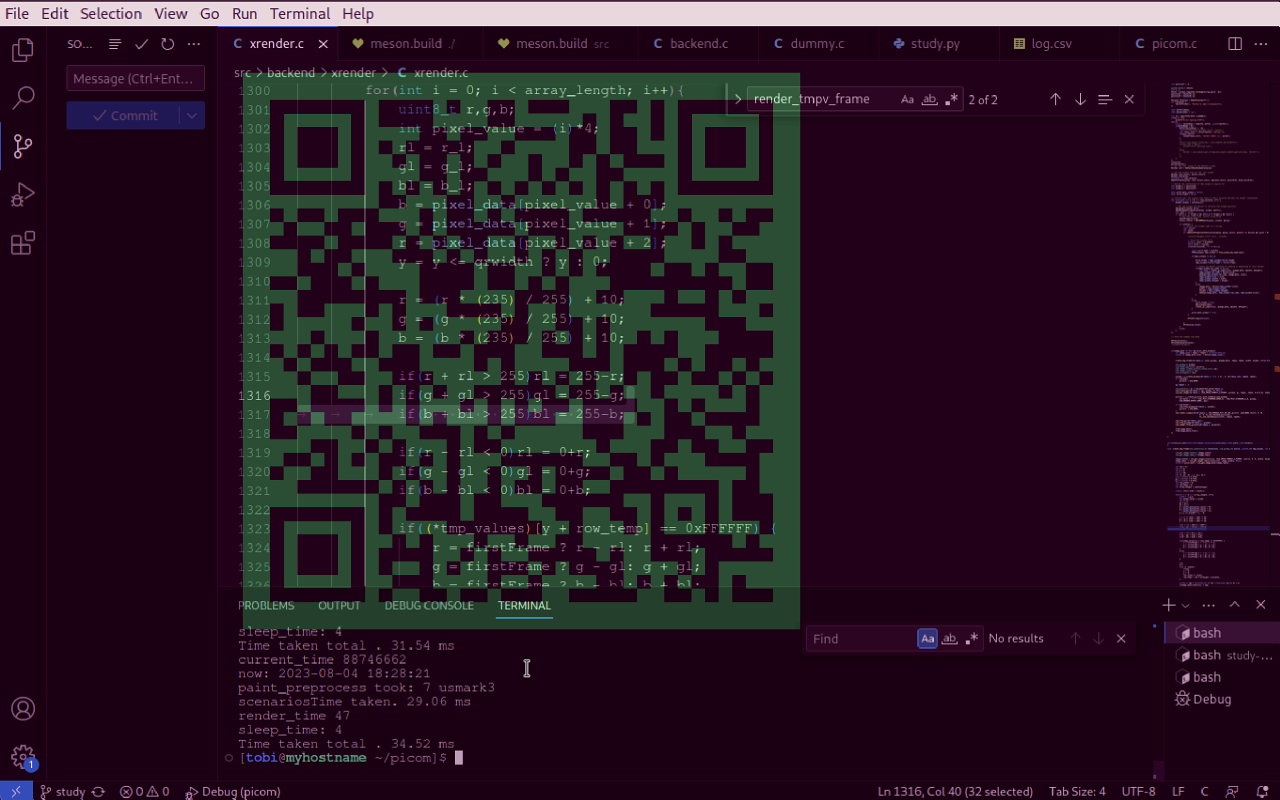 File Edit Selection View Go Run Terminal Help
SO...
xrender.c
meson.build ./
meson.build src
backend.c
dummy.c
study.py
log.csv
picom.c
Message (Ctrl+Ent...
Commit
src > backend > xrender > C xrender.c
render_tmpv_frame
Aa ab .*
2 of 2
1300 for(int i = 0; i < array_length; i++){
1301 uint8_t r,g,b;
1302 int pixel_value = (i)*4;
1303 rl = r_l;
1304 gl = g_l;
1305 bl = b_l;
1306 b = pixel_data[pixel_value + 0];
1307 g = pixel_data[pixel_value + 1];
1308 r = pixel_data[pixel_value + 2];
1309 y = y <= qrwidth ? y : 0;
1310
1311 r = (r * (235) / 255) + 10;
1312 g = (g * (235) / 255) + 10;
1313 b = (b * (235) / 255) + 10;
1314
1315 if(r + rl > 255)rl = 255-r;
1316 if(g + gl > 255)gl = 255-g;
1317 if(b + bl > 255)bl = 255-b;
1318
1319 if(r - rl < 0)rl = 0+r;
1320 if(g - gl < 0)gl = 0+g;
1321 if(b - bl < 0)bl = 0+b;
1323 if((*tmp_values)[y + row_temp] == 0xFFFFFF) {
1324 r = firstFrame ? r - rl: r + rl;
1325 g = firstFrame ? g - gl: g + gl;
1326 b = firstFrame ? b - bl: b + bl;
PROBLEMS OUTPUT DEBUG CONSOLE TERMINAL
Find
Aa ab .*
No results
sleep_time: 4
Time taken total . 31.54 ms
current_time 88746662
now: 2023-08-04 18:28:21
paint_preprocess took: 7 usmark3
scenariosTime taken. 29.06 ms
render_time 47
sleep_time: 4
Time taken total . 34.52 ms
[tobi@myhostname ~/picom]$
bash
bash study-...
bash
Debug
1
study
0 0
Debug (picom)
Ln 1316, Col 40 (32 selected)
Tab Size: 4
UTF-8
LF
C